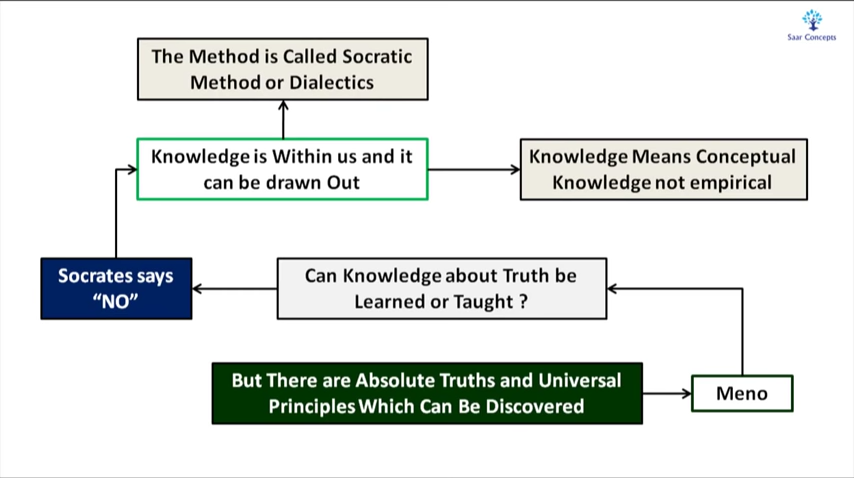 Saar Concepts
The Method is Called Socratic
Method or Dialectics
Knowledge is Within us and it
can be drawn Out
Knowledge Means Conceptual
Knowledge not empirical
Socrates says
“NO”
Can Knowledge about Truth be
Learned or Taught ?
But There are Absolute Truths and Universal
Principles Which Can Be Discovered
Meno